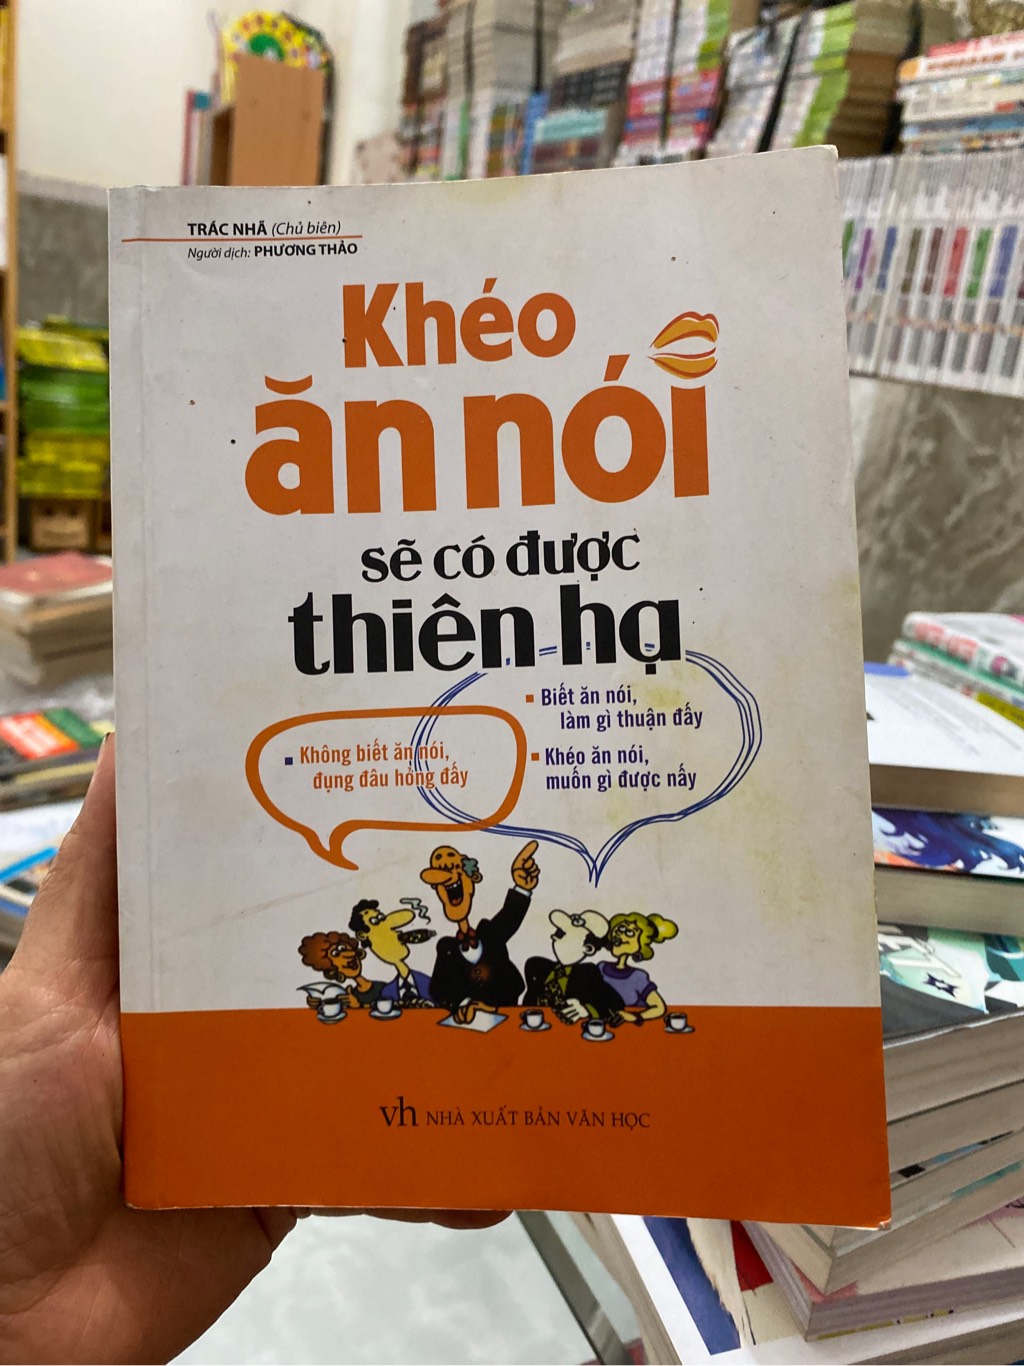 TRÁC NHÃ (Chủ biên)
Người dịch: PHƯƠNG THẢO
Khéo
ăn nói
sẽ có được
thiên hạ
Biết ăn nói,
làm gì thuận đấy
Khéo ăn nói,
muốn gì được nấy
Không biết ăn nói,
đụng đâu hỏng đấy
vh NHÀ XUẤT BẢN VĂN HỌC